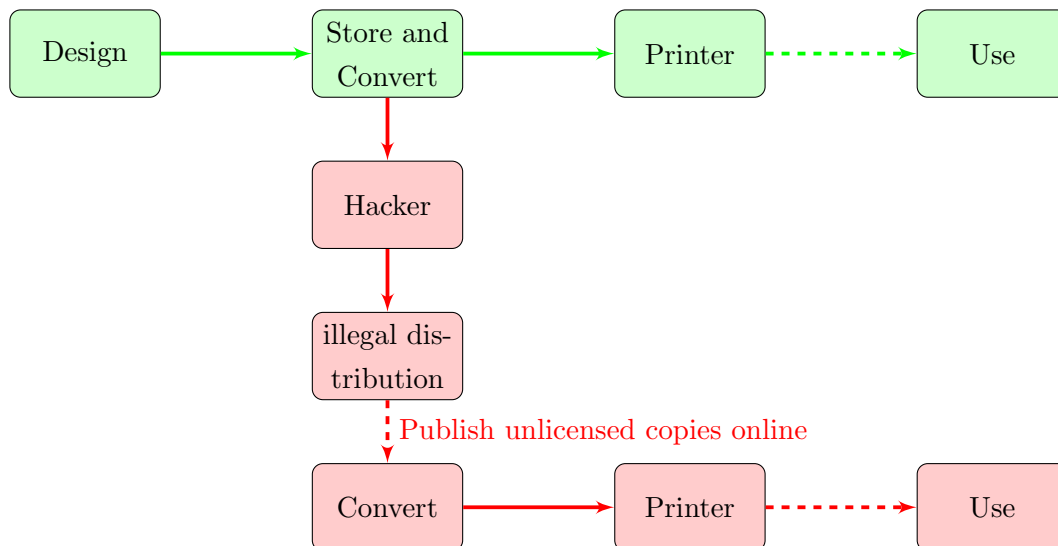 Design
Store and
Convert
Printer
Use
Hacker
illegal dis-
tribution
Publish unlicensed copies online
Convert
Printer
Use